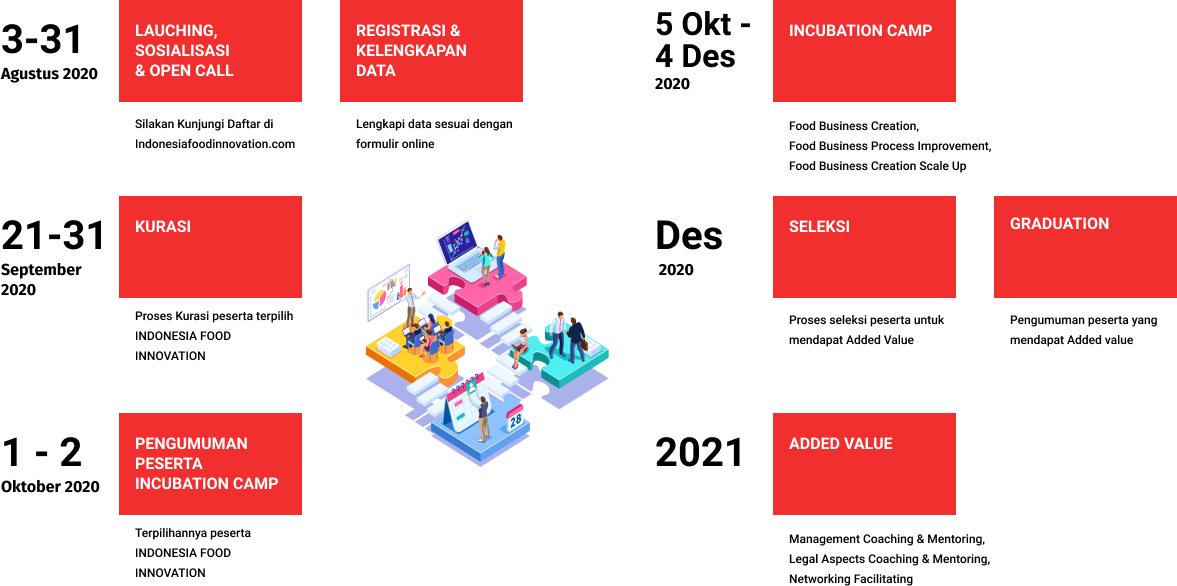 3-31
Agustus 2020
LAUCHING,
SOSIALISASI
& OPEN CALL
Silakan Kunjungi Daftar di
Indonesiafoodinnovation.com
REGISTRASI &
KELENGKAPAN
DATA
Lengkapi data sesuai dengan
formulir online
21-31
September
2020
KURASI
Proses Kurasi peserta terpilih
INDONESIA FOOD
INNOVATION
1 - 2
Oktober 2020
PENGUMUMAN
PESERTA
INCUBATION CAMP
Terpilihannya peserta
INDONESIA FOOD
INNOVATION
28
5 Okt -
4 Des
2020
INCUBATION CAMP
Food Business Creation,
Food Business Process Improvement,
Food Business Creation Scale Up
Des
2020
SELEKSI
Proses seleksi peserta untuk
mendapat Added Value
GRADUATION
Pengumuman peserta yang
mendapat Added value
2021
ADDED VALUE
Management Coaching & Mentoring,
Legal Aspects Coaching & Mentoring,
Networking Facilitating